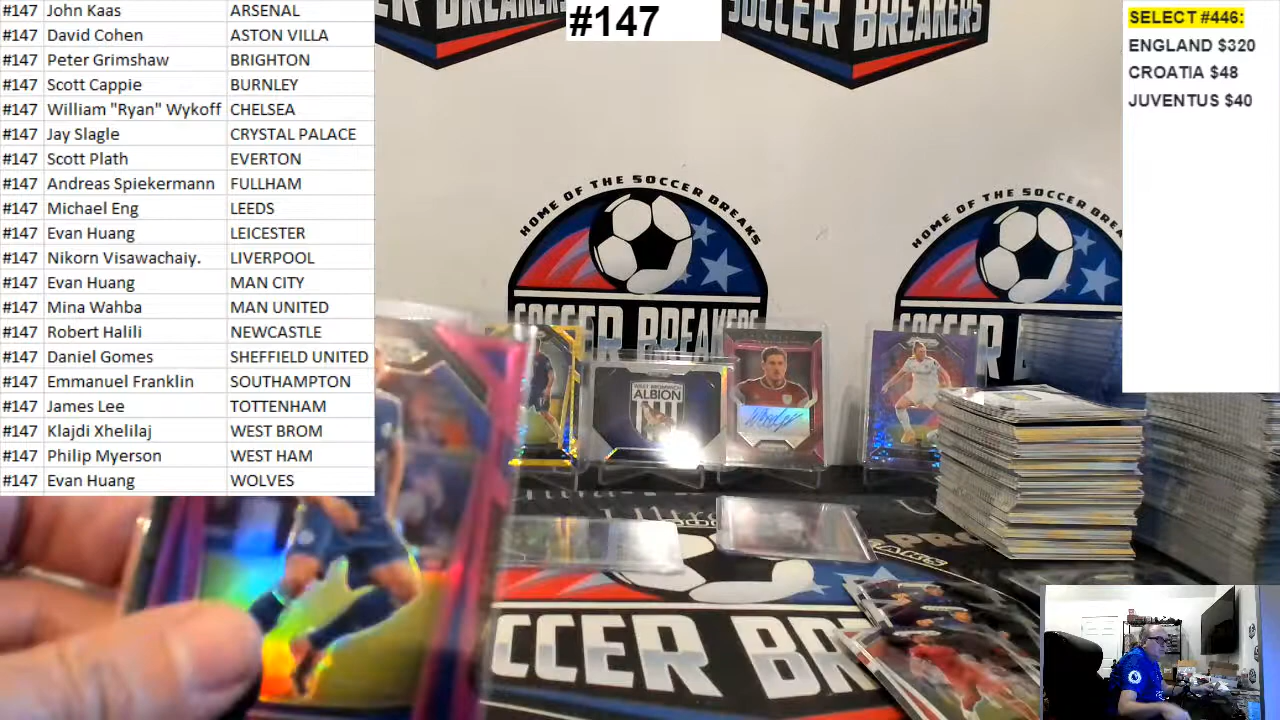 #147 John Kaas ARSENAL
#147 David Cohen ASTON VILLA
#147 Peter Grimshaw BRIGHTON
#147 Scott Cappie BURNLEY
#147 William "Ryan" Wykoff CHELSEA
#147 Jay Slagle CRYSTAL PALACE
#147 Scott Plath EVERTON
#147 Andreas Spiekermann FULLHAM
#147 Michael Eng LEEDS
#147 Evan Huang LEICESTER
#147 Nikorn Visawachaiy. LIVERPOOL
#147 Evan Huang MAN CITY
#147 Mina Wahba MAN UNITED
#147 Robert Halili NEWCASTLE
#147 Daniel Gomes SHEFFIELD UNITED
#147 Emmanuel Franklin SOUTHAMPTON
#147 James Lee TOTTENHAM
#147 Klajdi Xhelilaj WEST BROM
#147 Philip Myerson WEST HAM
#147 Evan Huang WOLVES
#147
SELECT #446:
ENGLAND $320
CROATIA $48
JUVENTUS $40
ER BREAKERS
SOCCER BREAKERS
HOME OF THE SOCCER BREAKS
SOCCER BREAKERS
HOME OF THE SOCCER BREA
SOCCER
WEST BROMWICH
ALBION
CCER BR